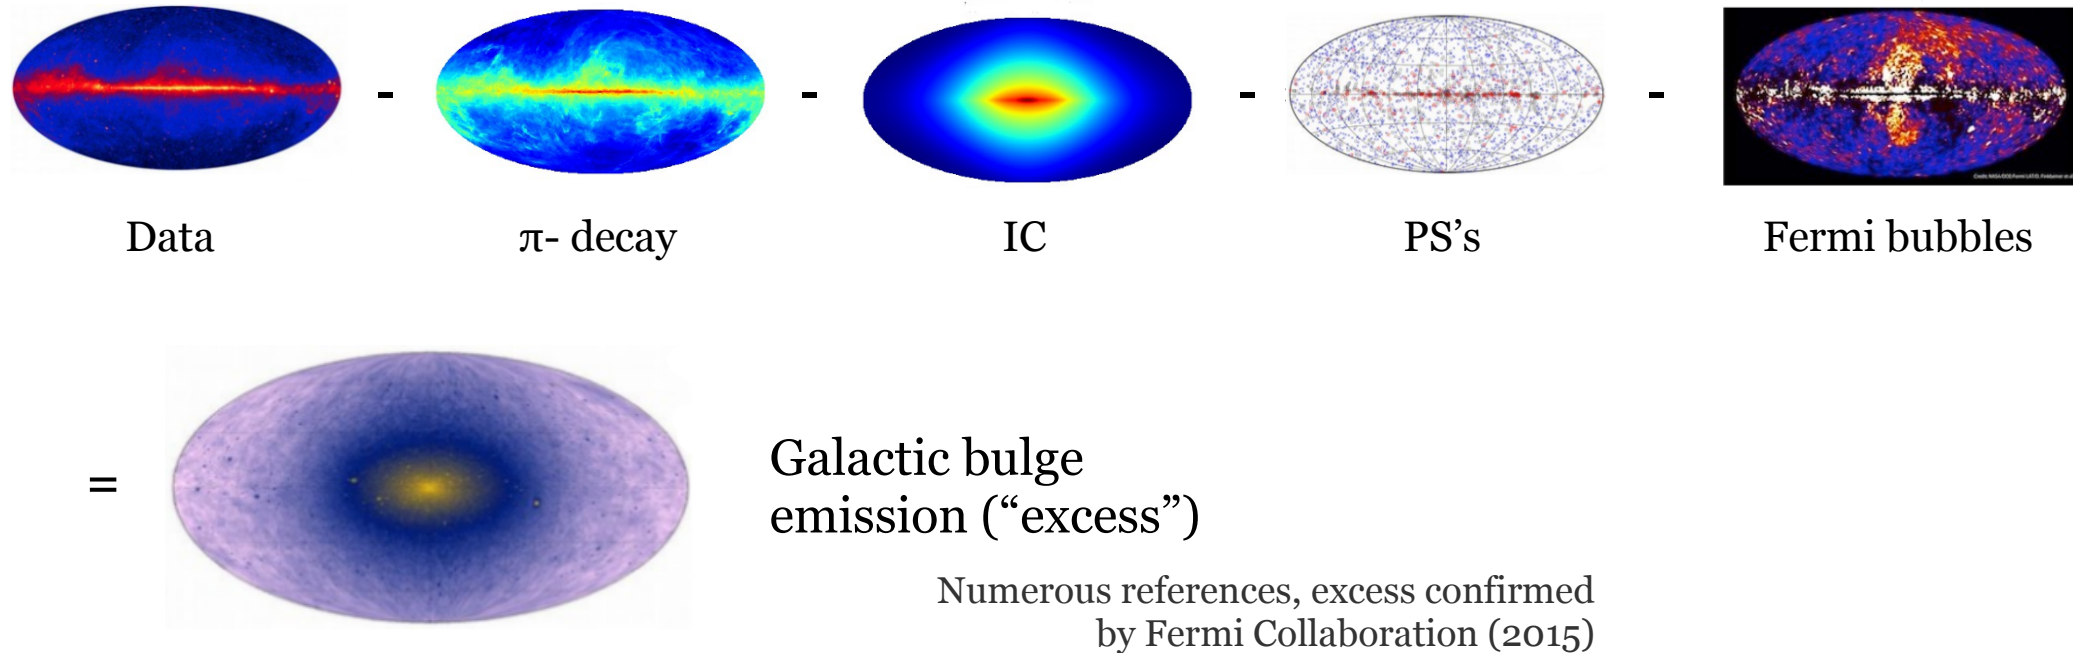 - - - -
Data π- decay IC PS’s Fermi bubbles
=
Galactic bulge
emission (“excess”)
Numerous references, excess confirmed
by Fermi Collaboration (2015)